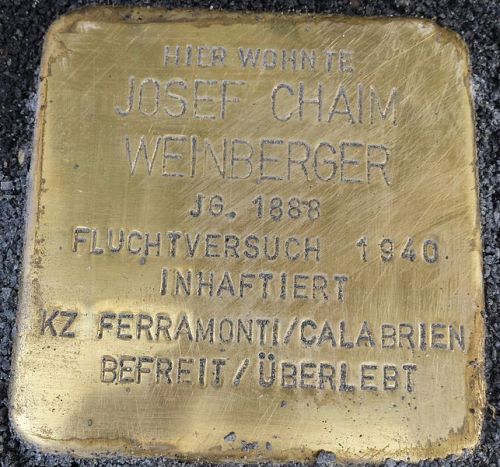 HIER WOHNTE
JOSEF CHAIM
WEINBERGER
JG. 1888
FLUCHTVERSUCH 1940
INHAFTIERT
KZ FERRAMONTI/CALABRIEN
BEFREIT/ÜBERLEBT